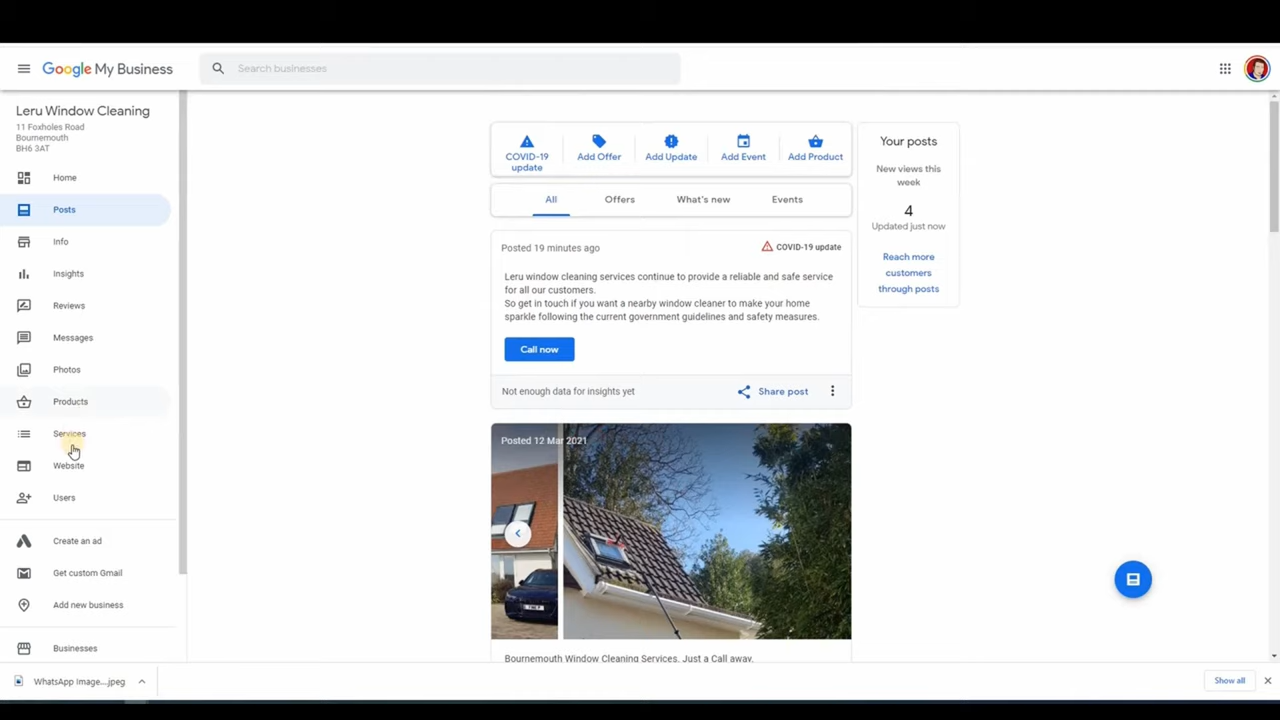 Google My Business
Search businesses
Leru Window Cleaning
11 Foxholes Road
Bournemouth
BH6 3AT
Home
Posts
Info
Insights
Reviews
Messages
Photos
Products
Services
Website
Users
Create an ad
Get custom Gmail
Add new business
Businesses
COVID-19
update
Add Offer
Add Update
Add Event
Add Product
All
Offers
What's new
Events
Posted 19 minutes ago
COVID-19 update
Leru window cleaning services continue to provide a reliable and safe service
for all our customers.
So get in touch if you want a nearby window cleaner to make your home
sparkle following the current government guidelines and safety measures.
Call now
Not enough data for insights yet
Share post
Posted 12 Mar 2021
Bournemouth Window Cleaning Services. Just a Call away.
Your posts
New views this
week
4
Updated just now
Reach more
customers
through posts
WhatsApp Image....jpeg
Show all